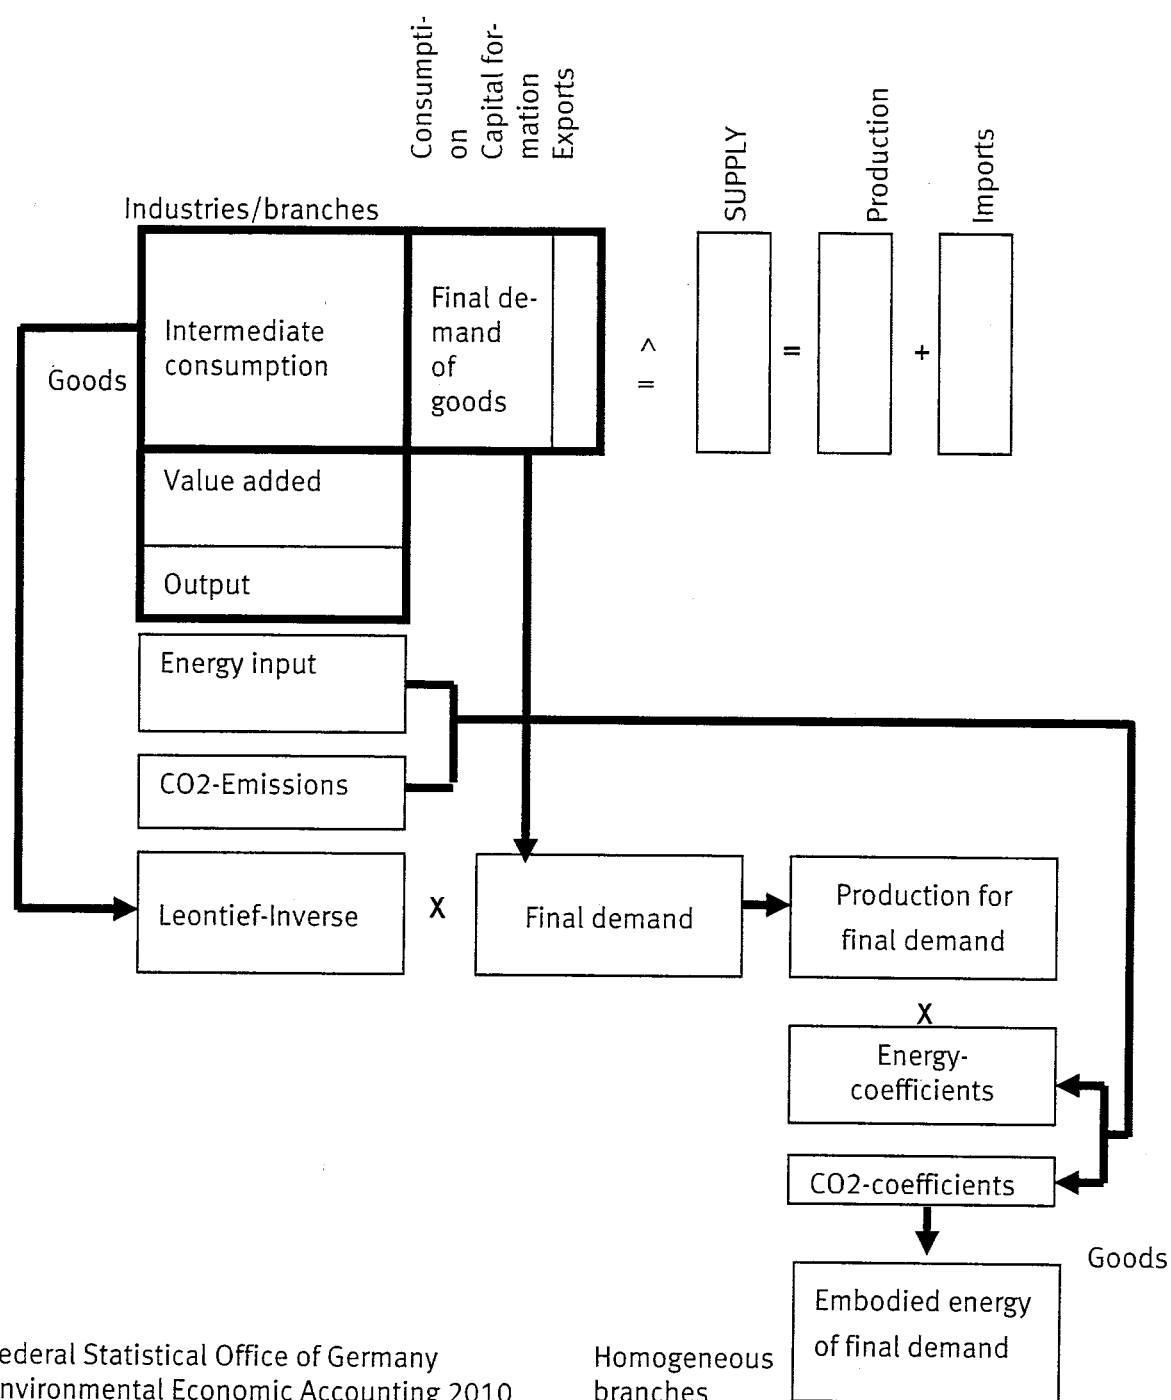 Consumpti-
on
Capital for-
mation
Exports
SUPPLY
Production
Imports
Industries/branches
Goods
Intermediate
consumption
Final de-
mand
of
goods
^
=
=
+
Value added
Output
Energy input
CO2-Emissions
Leontief-Inverse
X
Final demand
Production for
final demand
X
Energy-
coefficients
CO2-coefficients
Goods
Embodied energy
of final demand
ederal Statistical Office of Germany
nvironmental Economic Accounting 2010
Homogeneous
branches